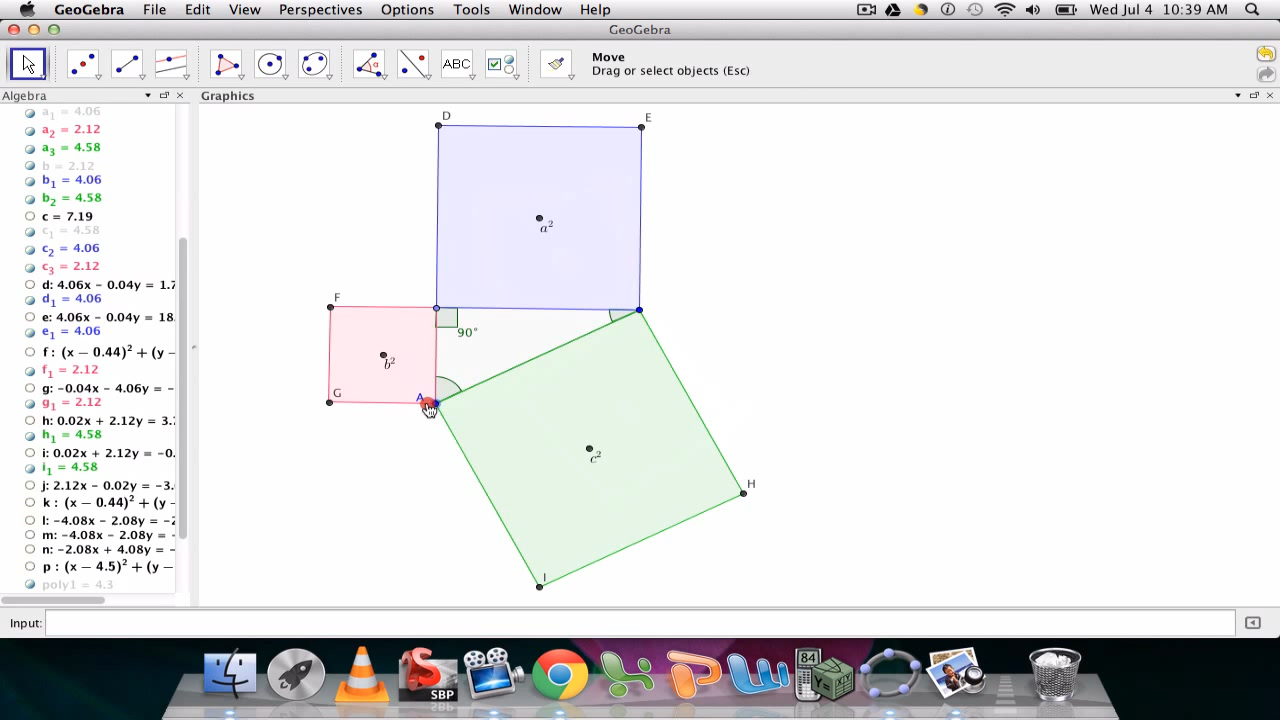 GeoGebra File Edit View Perspectives Options Tools Window Help Wed Jul 4 10:39 AM
GeoGebra
ABC
Move
Drag or select objects (Esc)
Algebra
Graphics
a₁ = 4.06
a₂ = 2.12
a₃ = 4.58
b = 2.12
b₁ = 4.06
b₂ = 4.58
c = 7.19
c₁ = 4.58
c₂ = 4.06
c₃ = 2.12
d: 4.06x − 0.04y = 1.7
d₁ = 4.06
e: 4.06x − 0.04y = 18.
e₁ = 4.06
f : (x − 0.44)² + (y −
f₁ = 2.12
g: -0.04x − 4.06y = −
g₁ = 2.12
h: 0.02x + 2.12y = 3.
h₁ = 4.58
i: 0.02x + 2.12y = −0.
i₁ = 4.58
j: 2.12x − 0.02y = −3.
k : (x − 0.44)² + (y −
l: −4.08x − 2.08y = −2
m: −4.08x − 2.08y = −
n: −2.08x + 4.08y = −
p : (x − 4.5)² + (y −
poly1 = 4.3
D
E
a²
F
90°
b²
G
A
c²
H
I
Input:
SBP
84
Y=